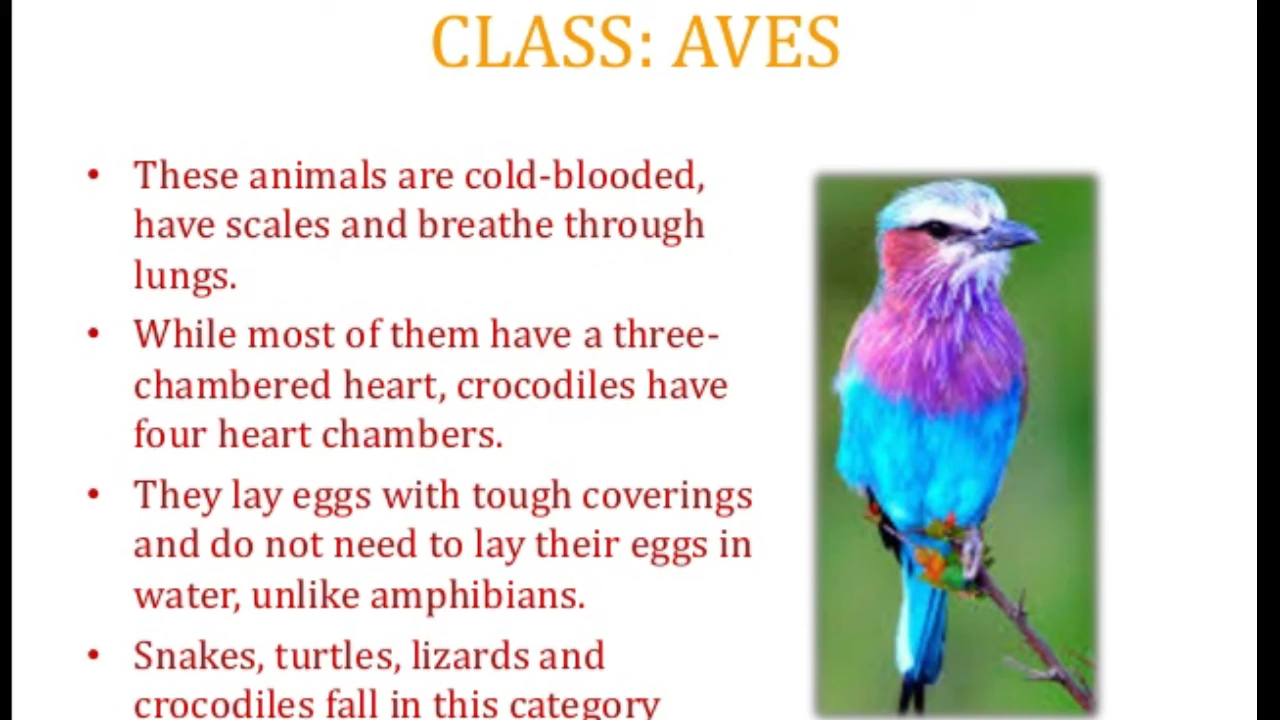 CLASS: AVES
• These animals are cold-blooded,
have scales and breathe through
lungs.
• While most of them have a three-
chambered heart, crocodiles have
four heart chambers.
• They lay eggs with tough coverings
and do not need to lay their eggs in
water, unlike amphibians.
• Snakes, turtles, lizards and
crocodiles fall in this category